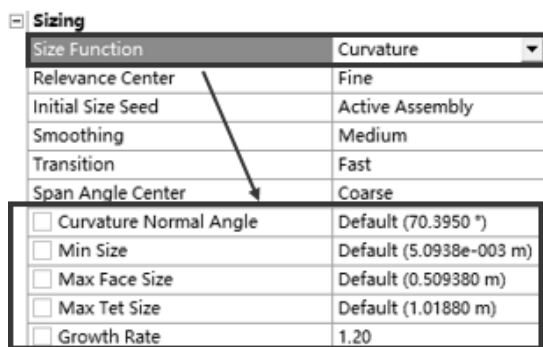 Sizing
Size Function Curvature
Relevance Center Fine
Initial Size Seed Active Assembly
Smoothing Medium
Transition Fast
Span Angle Center Coarse
Curvature Normal Angle Default (70.3950 °)
Min Size Default (5.0938e-003 m)
Max Face Size Default (0.509380 m)
Max Tet Size Default (1.01880 m)
Growth Rate 1.20